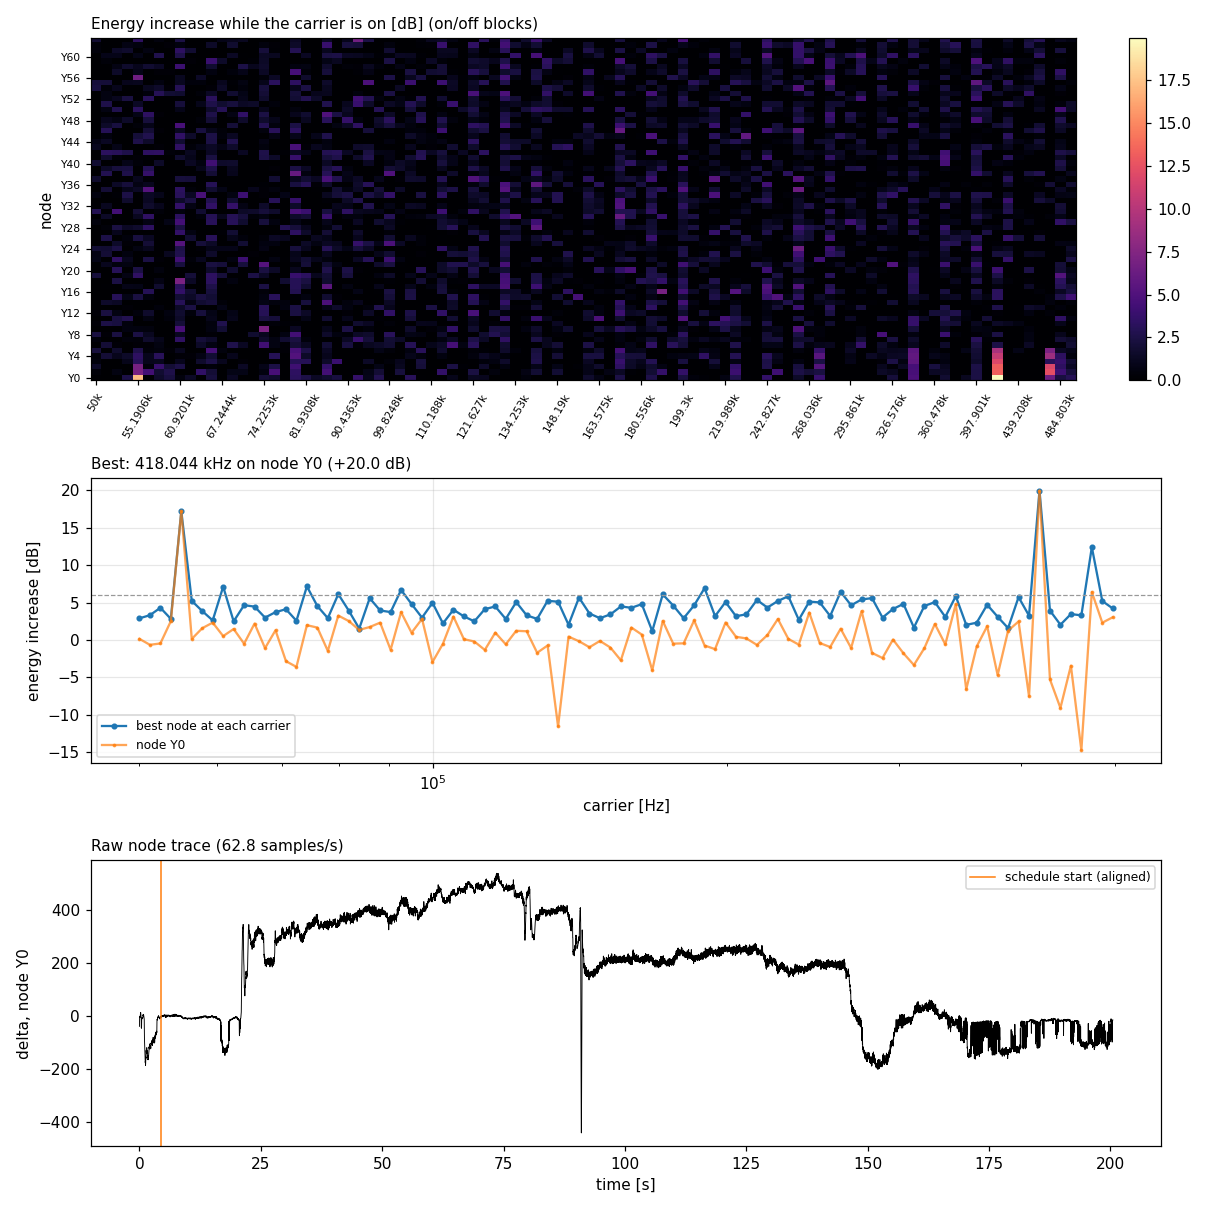 Energy increase while the carrier is on [dB] (on/off blocks)
node
Y60
Y56
Y52
Y48
Y44
Y40
Y36
Y32
Y28
Y24
Y20
Y16
Y12
Y8
Y4
Y0
17.5
15.0
12.5
10.0
7.5
5.0
2.5
0.0
50k
55.1906k
60.9201k
67.2444k
74.2253k
81.9308k
90.4363k
99.8248k
110.188k
121.627k
134.253k
148.19k
163.575k
180.556k
199.3k
219.989k
242.827k
268.036k
295.861k
326.576k
360.478k
397.901k
439.208k
484.803k
Best: 418.044 kHz on node Y0 (+20.0 dB)
energy increase [dB]
20
15
10
5
0
−5
−10
−15
best node at each carrier
node Y0
10⁵
carrier [Hz]
Raw node trace (62.8 samples/s)
delta, node Y0
400
200
0
−200
−400
schedule start (aligned)
0
25
50
75
100
125
150
175
200
time [s]